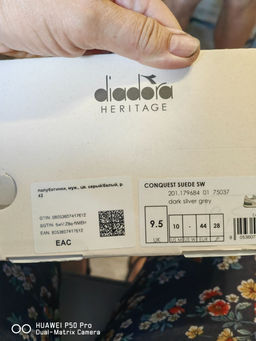 diadora
HERITAGE
полуботинки, муж., цв. серый/белый, р.
CONQUEST SUEDE SW
201.179684 01 75037
dark silver grey
EAC
9.5
10 - 44 28
UK
HUAWEI P50 Pro
Dual-Matrix Camera